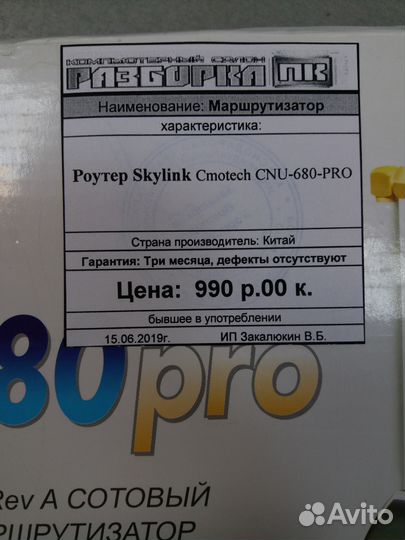 КОМПЬЮТЕРНЫЙ САЛОН
РАЗБОРКА ПК
Наименование: Маршрутизатор
характеристика:
Роутер Skylink Cmotech CNU-680-PRO
Страна производитель: Китай
Гарантия: Три месяца, дефекты отсутствуют
Цена: 990 р.00 к.
бывшее в употреблении
15.06.2019г. ИП Закалюкин В.Б.
80pro
Rev A СОТОВЫЙ
РШРУТИЗАТОР
Avito